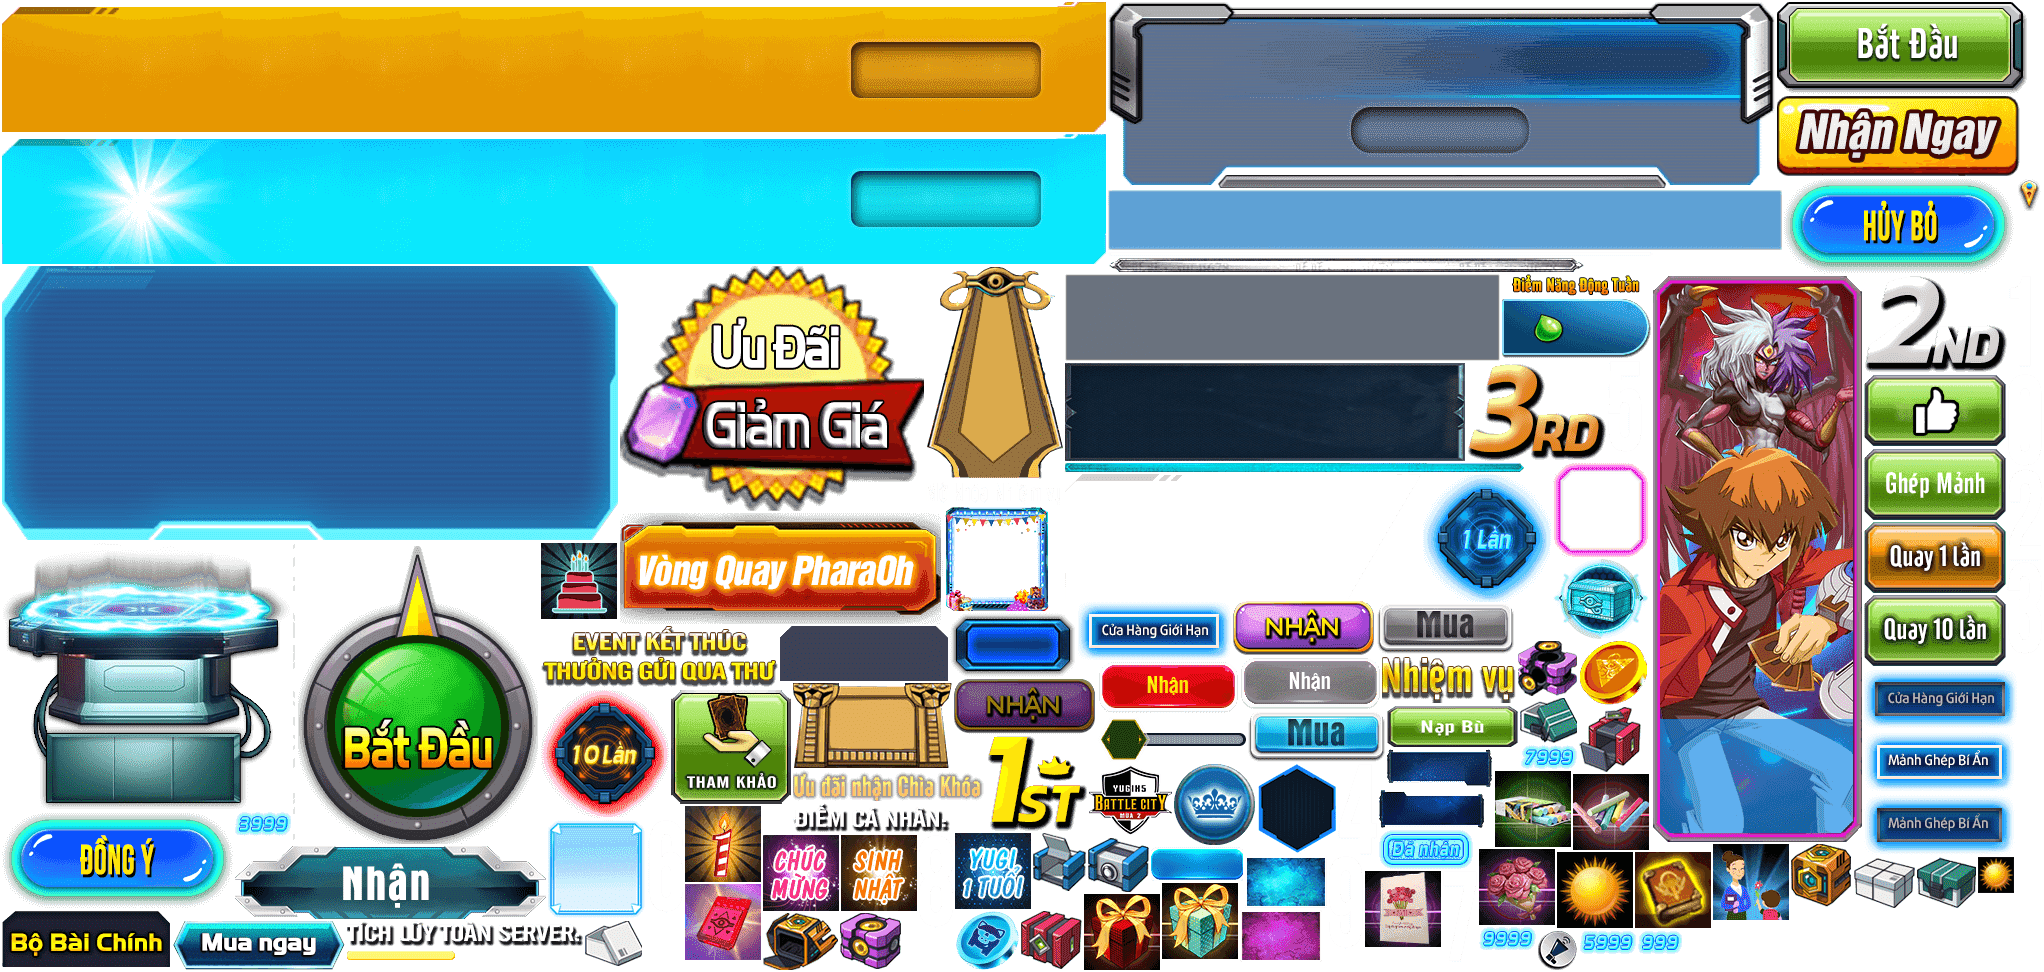 Bắt Đầu
Nhận Ngay
HỦY BỎ
Ưu Đãi
Giảm Giá
Điểm Năng Động Tuần
2ND
3RD
Ghép Mảnh
1 Lần
Vòng Quay PharaOh
Quay 1 lần
Quay 10 lần
EVENT KẾT THÚC
THƯỞNG GỬI QUA THƯ
Cửa Hàng Giới Hạn
NHẬN
Mua
Nhận
Nhận
Nhiệm vụ
NHẬN
Cửa Hàng Giới Hạn
Bắt Đầu
10 Lần
THAM KHẢO
Mua
Nạp Bù
7999
Mảnh Ghép Bí Ẩn
Ưu đãi nhận Chìa Khóa
1ST
YUGIH5
BATTLE CITY
MÙA 2
ĐIỂM CÁ NHÂN:
3999
Mảnh Ghép Bí Ẩn
ĐỒNG Ý
Nhận
CHÚC
MỪNG
SINH
NHẬT
YUGI
1 TUỔI
Đã nhận
Bộ Bài Chính
Mua ngay
TÍCH LŨY TOÀN SERVER:
9999
5999
999